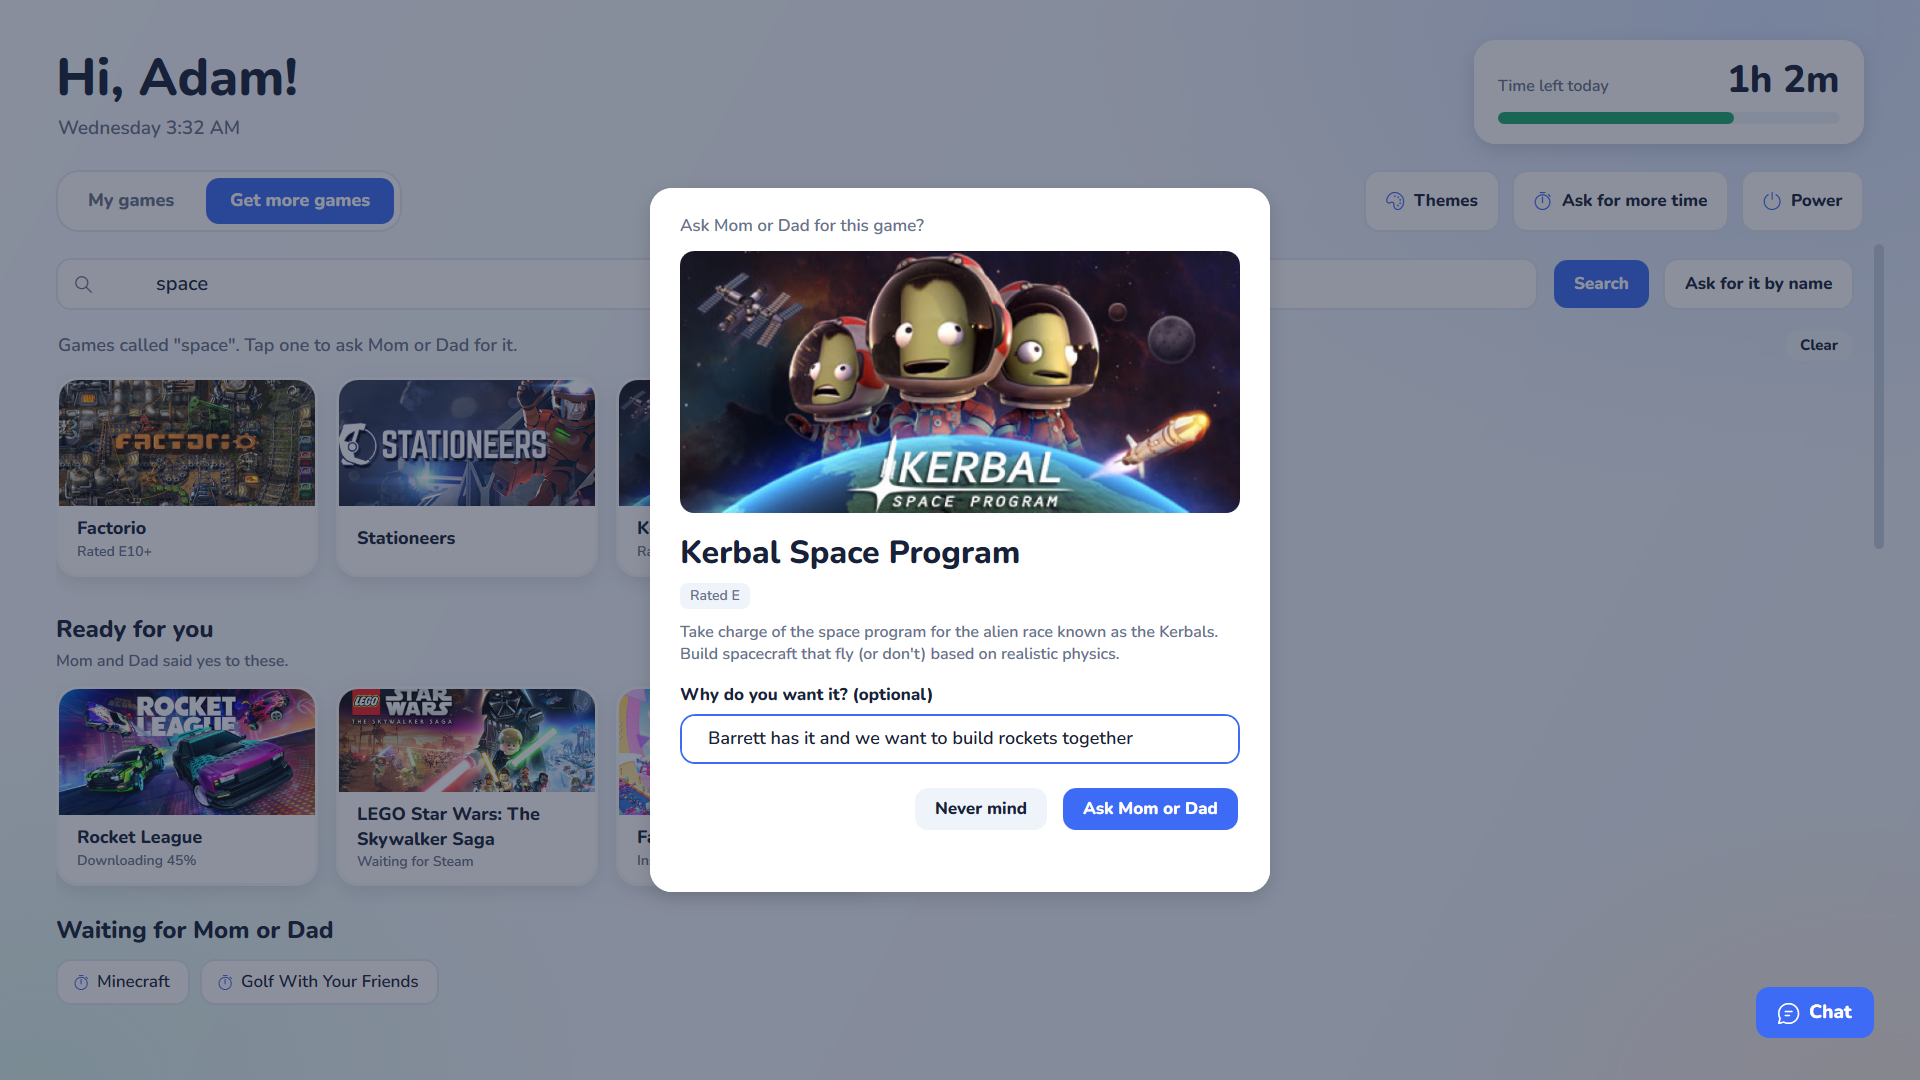 Hi, Adam!
Wednesday 3:32 AM
Time left today
1h 2m
My games
Get more games
Themes
Ask for more time
Power
space
Search
Ask for it by name
Games called "space". Tap one to ask Mom or Dad for it.
Clear
FACTORIO
Factorio
Rated E10+
STATIONEERS
Stationeers
Ask Mom or Dad for this game?
KERBAL
SPACE PROGRAM
Kerbal Space Program
Rated E
Take charge of the space program for the alien race known as the Kerbals.
Build spacecraft that fly (or don't) based on realistic physics.
Why do you want it? (optional)
Barrett has it and we want to build rockets together
Never mind
Ask Mom or Dad
Ready for you
Mom and Dad said yes to these.
ROCKET
LEAGUE
Rocket League
Downloading 45%
LEGO
STAR
WARS
THE SKYWALKER SAGA
LEGO Star Wars: The
Skywalker Saga
Waiting for Steam
Waiting for Mom or Dad
Minecraft
Golf With Your Friends
Chat